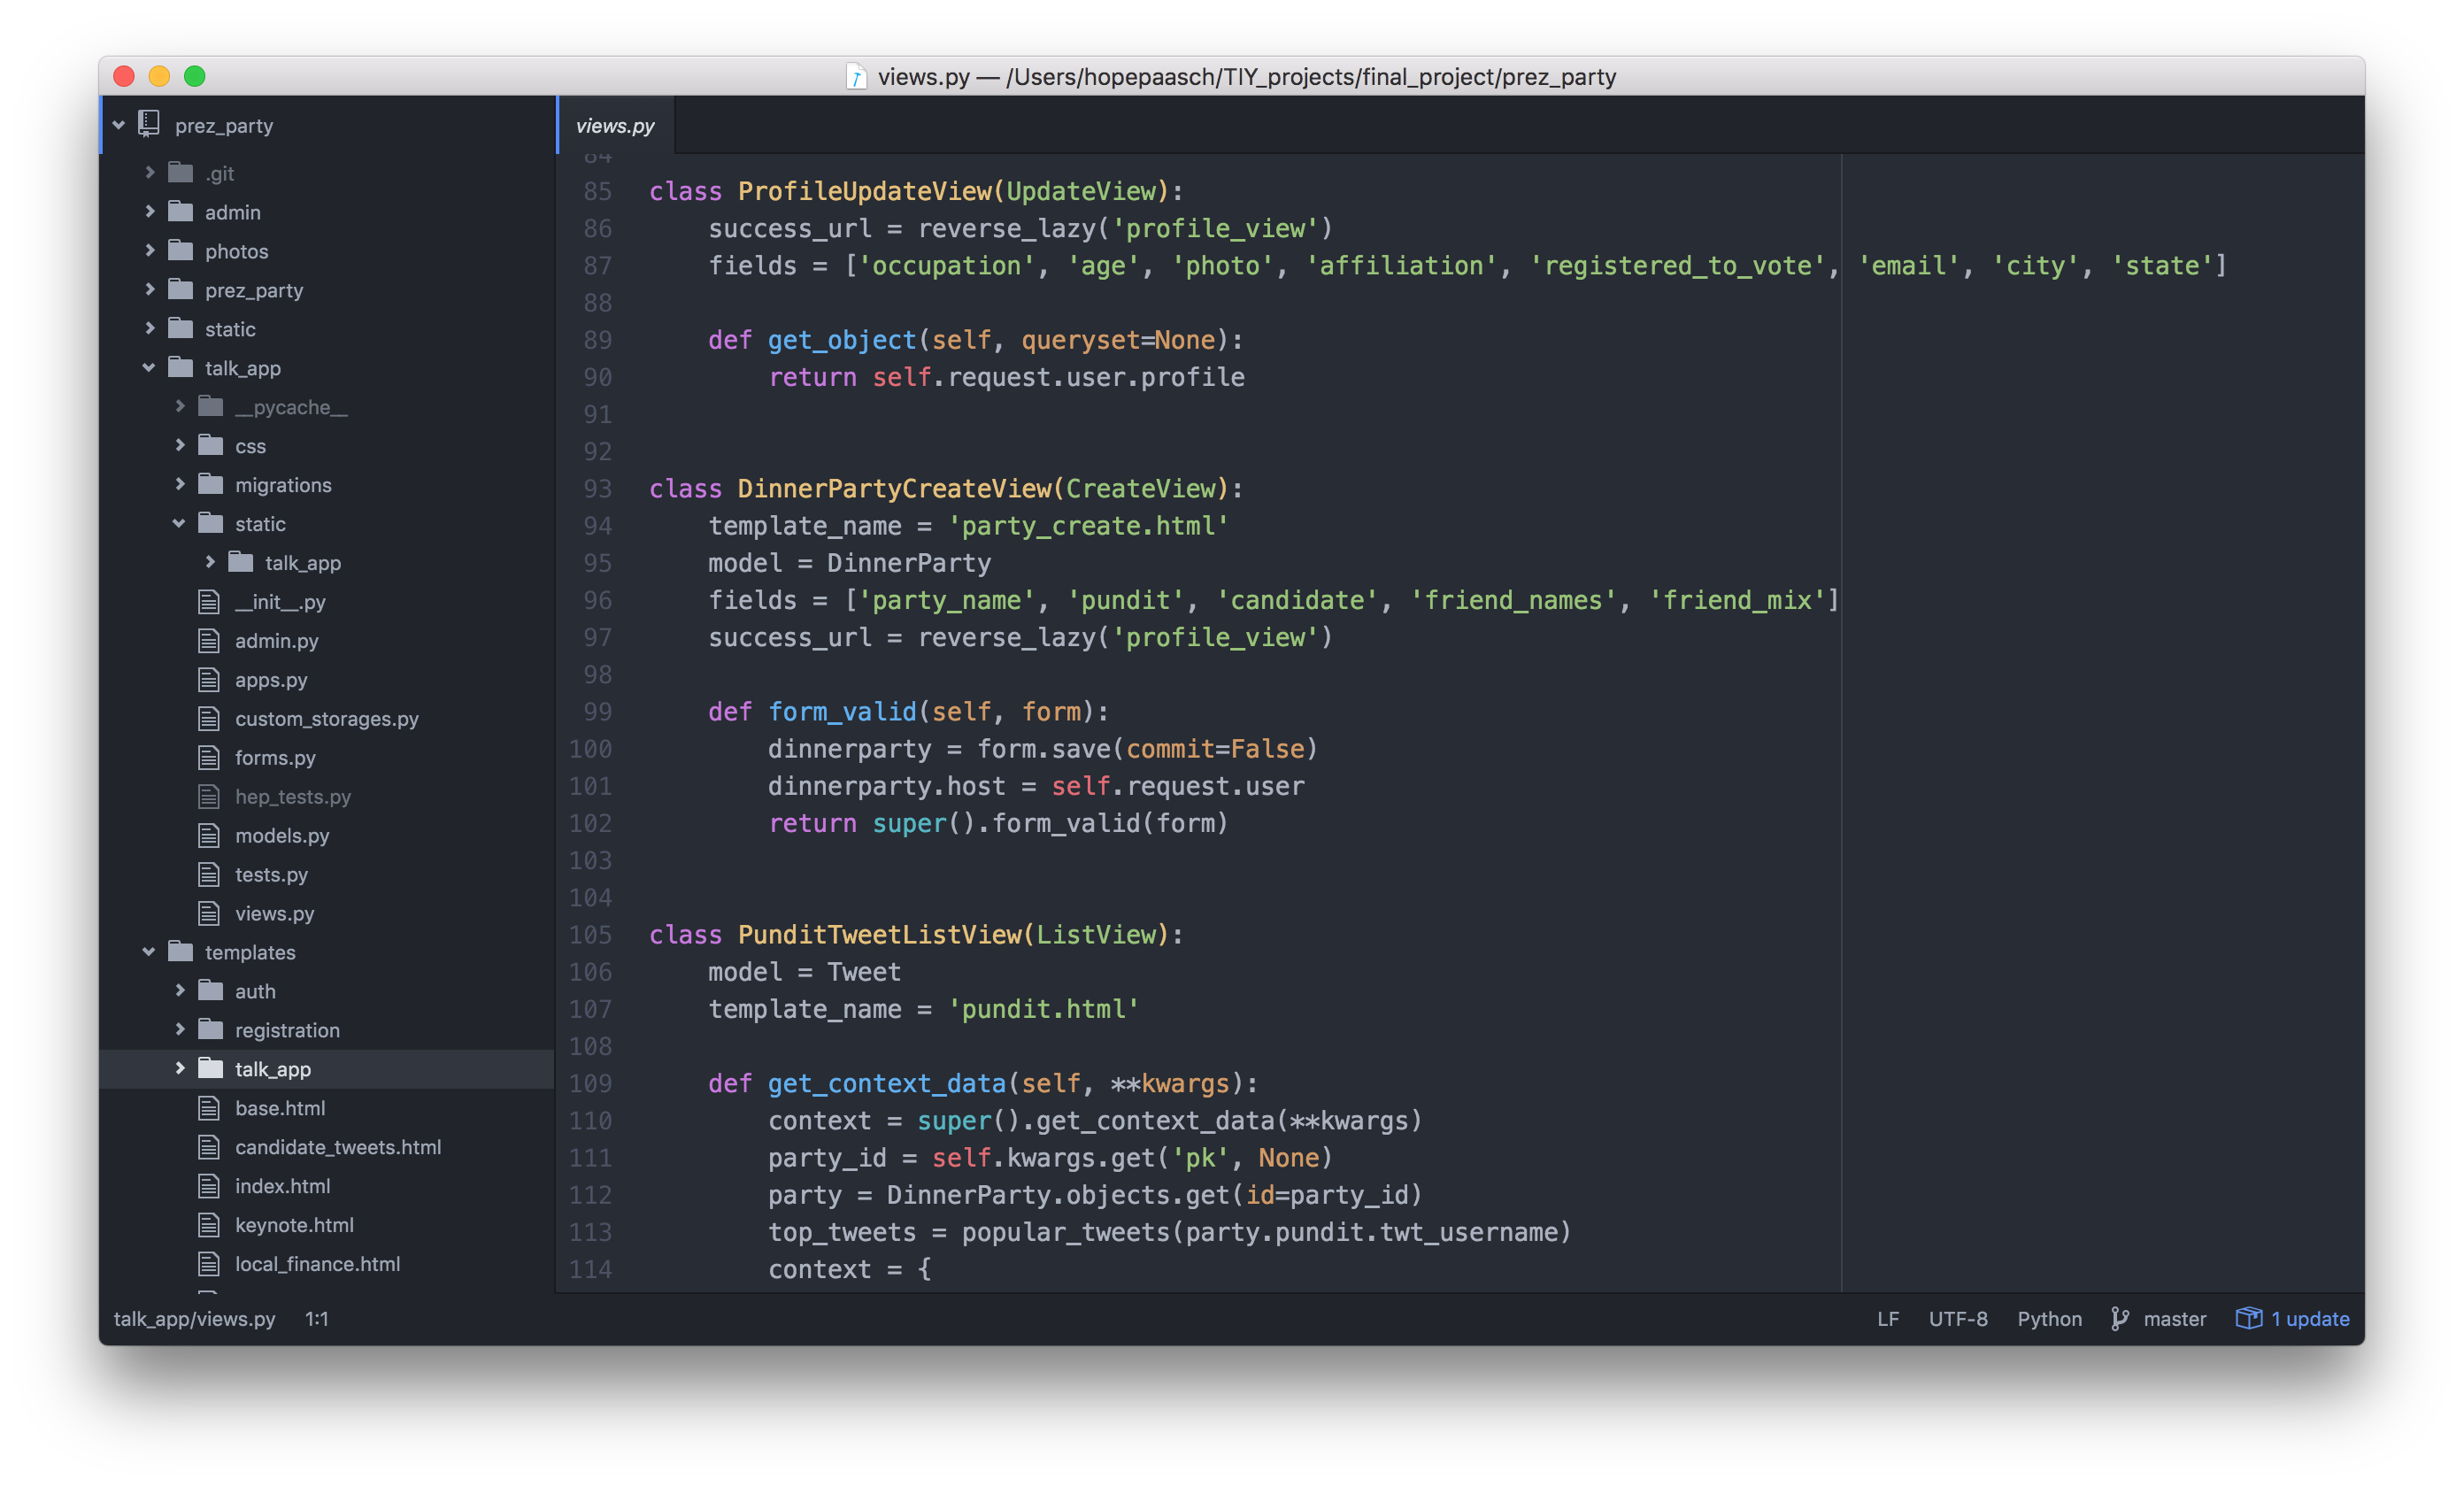 views.py — /Users/hopepaasch/TIY_projects/final_project/prez_party
prez_party
.git
admin
photos
prez_party
static
talk_app
__pycache__
css
migrations
static
talk_app
__init__.py
admin.py
apps.py
custom_storages.py
forms.py
hep_tests.py
models.py
tests.py
views.py
templates
auth
registration
talk_app
base.html
candidate_tweets.html
index.html
keynote.html
local_finance.html
views.py
84
85 class ProfileUpdateView(UpdateView):
86     success_url = reverse_lazy('profile_view')
87     fields = ['occupation', 'age', 'photo', 'affiliation', 'registered_to_vote', 'email', 'city', 'state']
88
89     def get_object(self, queryset=None):
90         return self.request.user.profile
91
92
93 class DinnerPartyCreateView(CreateView):
94     template_name = 'party_create.html'
95     model = DinnerParty
96     fields = ['party_name', 'pundit', 'candidate', 'friend_names', 'friend_mix']
97     success_url = reverse_lazy('profile_view')
98
99     def form_valid(self, form):
100         dinnerparty = form.save(commit=False)
101         dinnerparty.host = self.request.user
102         return super().form_valid(form)
103
104
105 class PunditTweetListView(ListView):
106     model = Tweet
107     template_name = 'pundit.html'
108
109     def get_context_data(self, **kwargs):
110         context = super().get_context_data(**kwargs)
111         party_id = self.kwargs.get('pk', None)
112         party = DinnerParty.objects.get(id=party_id)
113         top_tweets = popular_tweets(party.pundit.twt_username)
114         context = {
talk_app/views.py 1:1 LF UTF-8 Python master 1 update